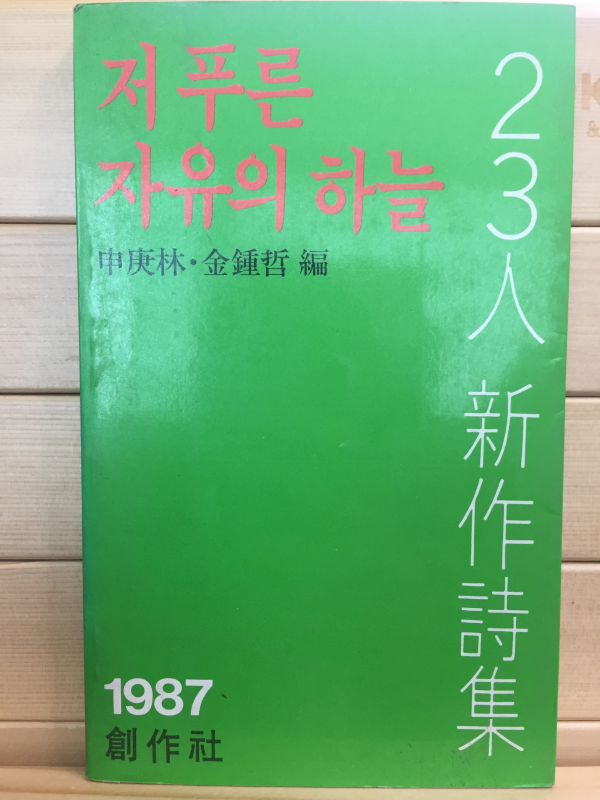 저 푸른
자유의 하늘
申庚林·金鍾哲 編
23人 新作詩集
1987
創作社